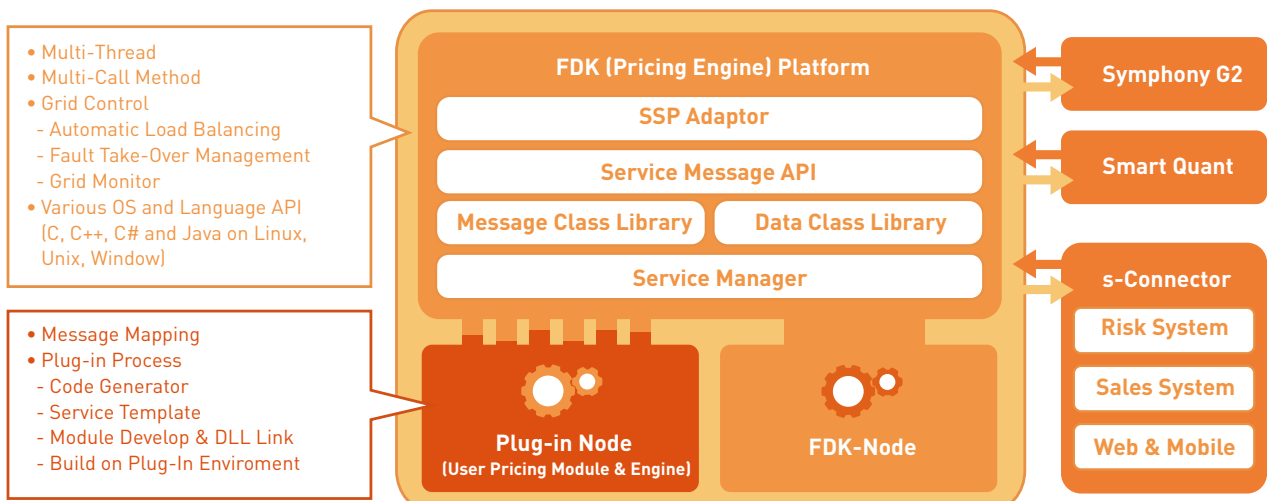 • Multi-Thread
• Multi-Call Method
• Grid Control
- Automatic Load Balancing
- Fault Take-Over Management
- Grid Monitor
• Various OS and Language API
(C, C++, C# and Java on Linux,
Unix, Window)
• Message Mapping
• Plug-in Process
- Code Generator
- Service Template
- Module Develop & DLL Link
- Build on Plug-In Enviroment
FDK (Pricing Engine) Platform
SSP Adaptor
Service Message API
Message Class Library
Data Class Library
Service Manager
Plug-in Node
(User Pricing Module & Engine)
FDK-Node
Symphony G2
Smart Quant
s-Connector
Risk System
Sales System
Web & Mobile